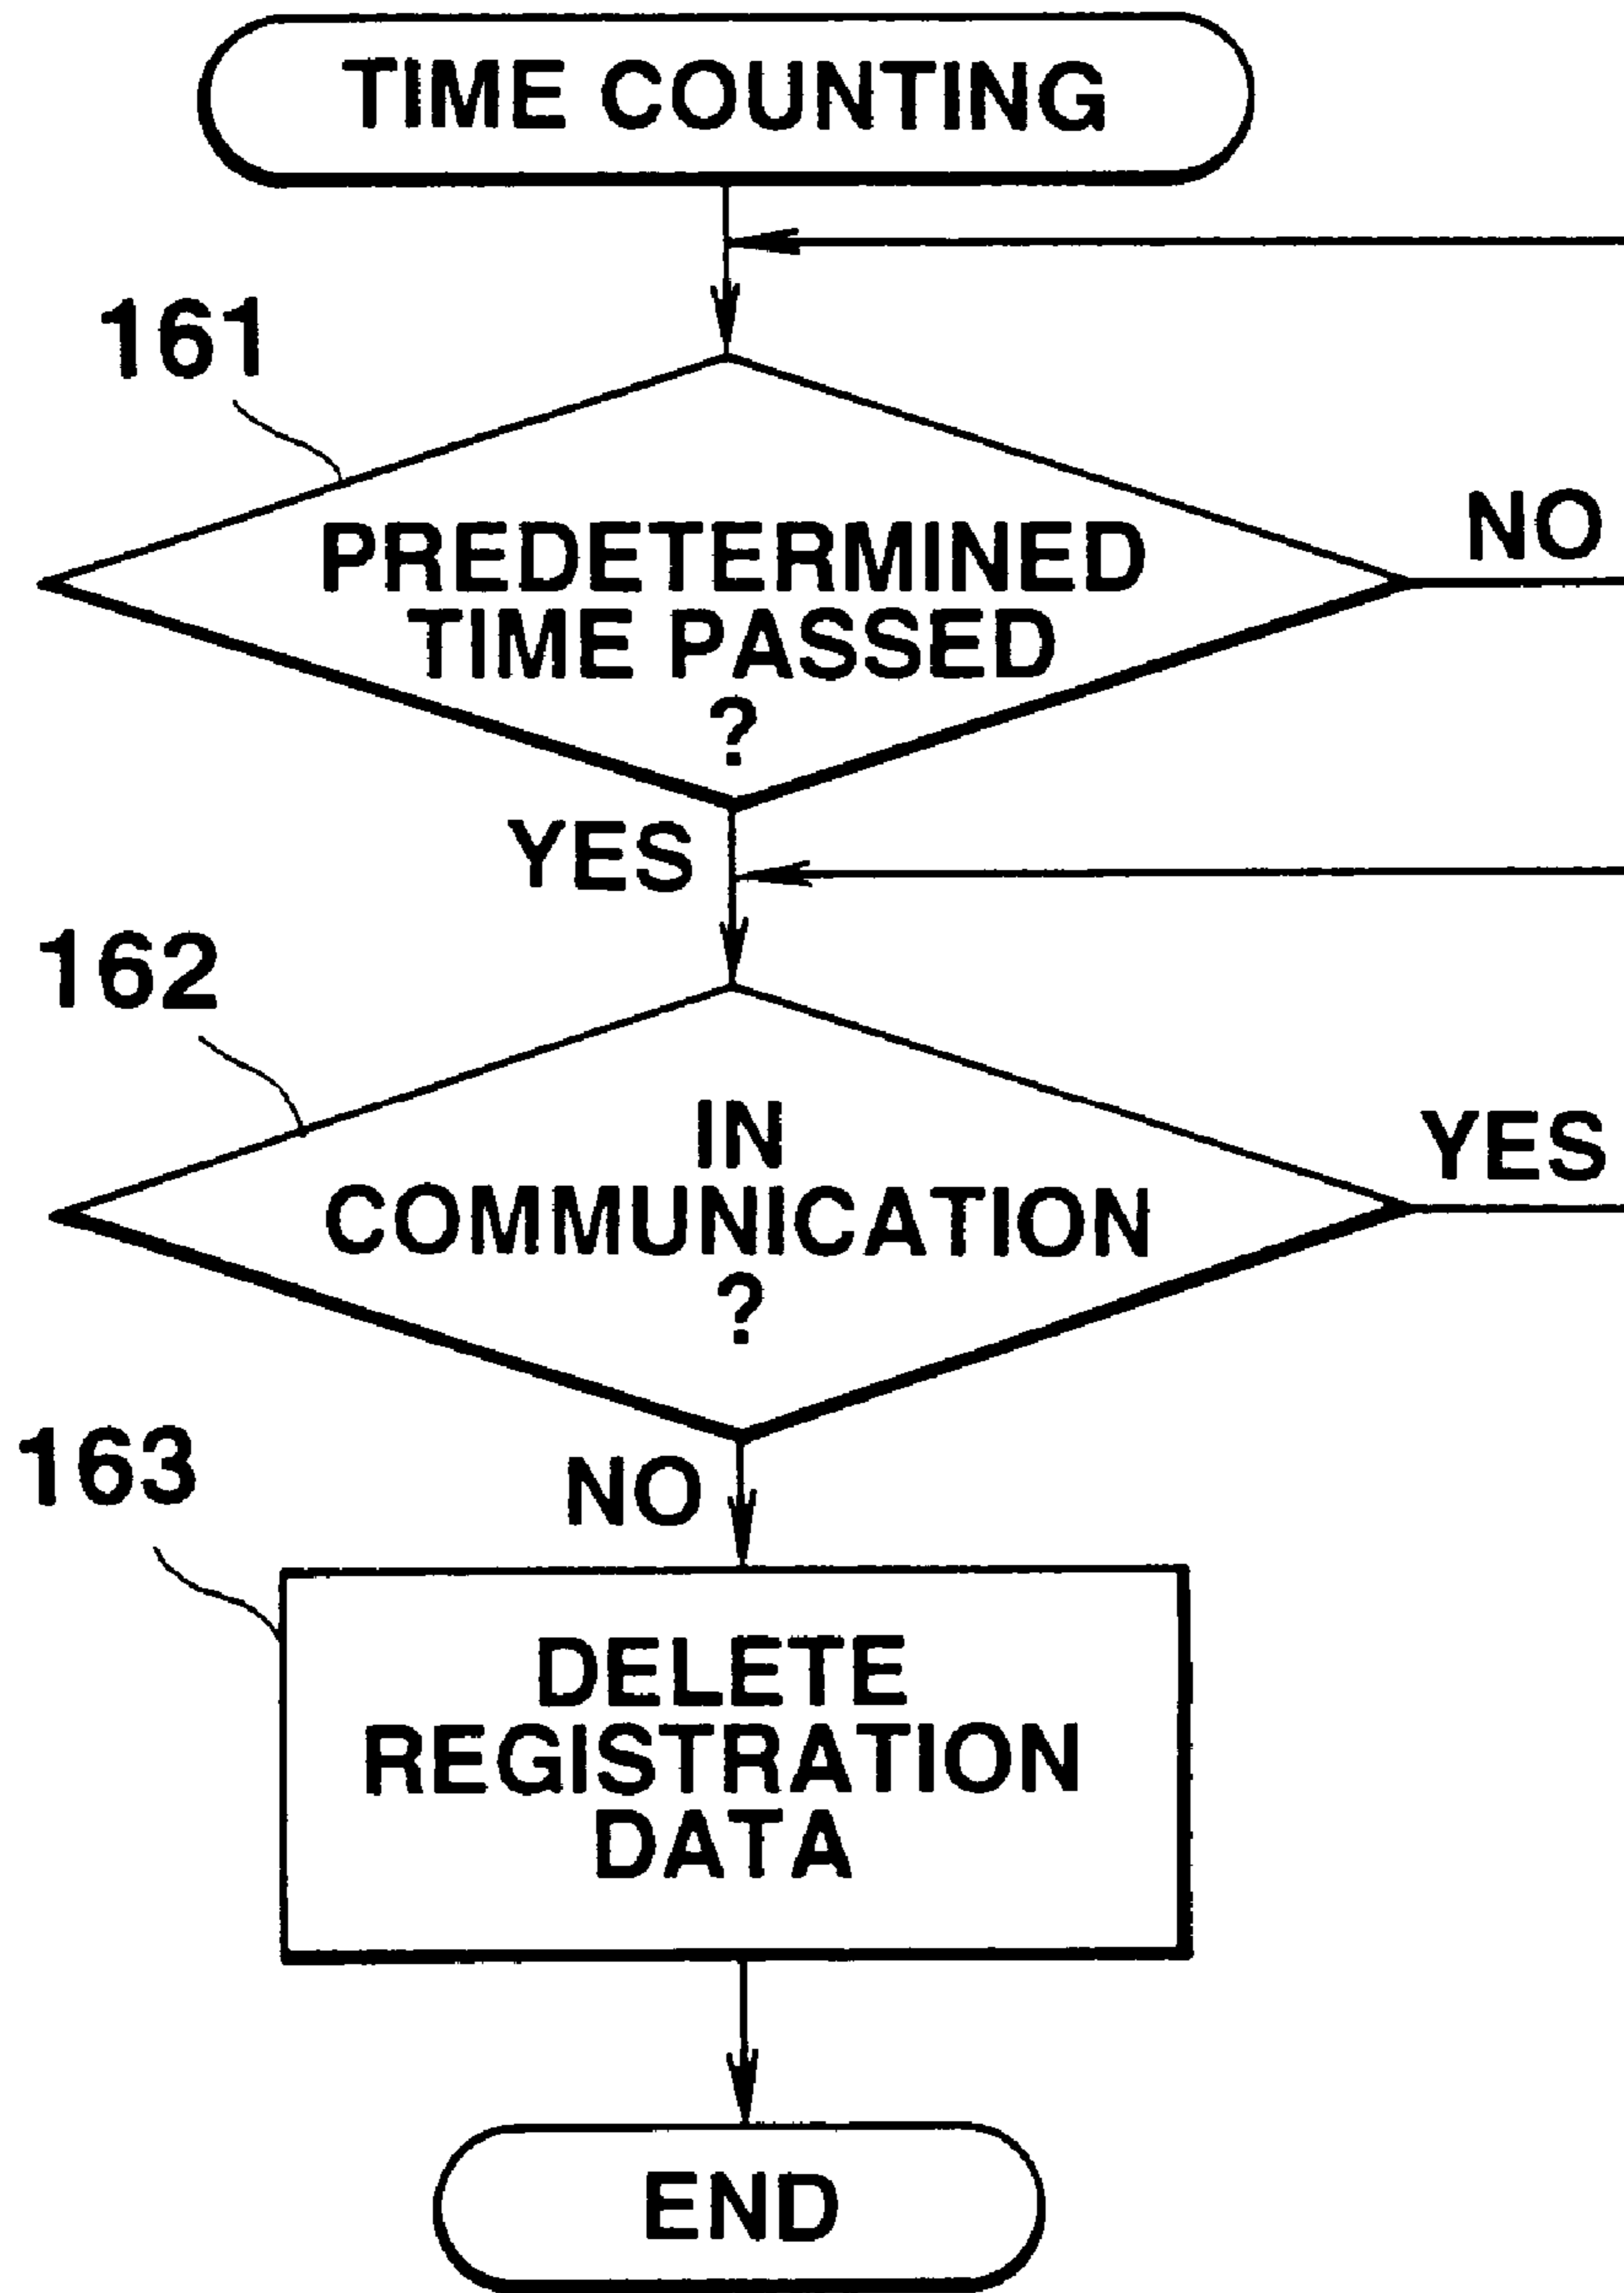 TIME COUNTING
161
PREDETERMINED
TIME PASSED
?
NO
YES
162
IN
COMMUNICATION
?
YES
163
NO
DELETE
REGISTRATION
DATA
END